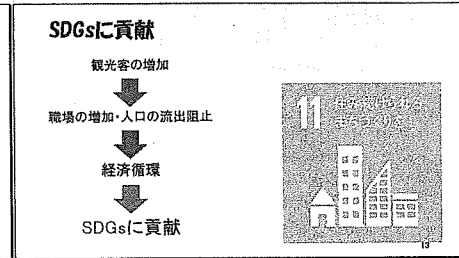 SDGsに貢献
観光客の増加
職場の増加・人口の流出阻止
経済循環
SDGsに貢献
11 住み続けられる
まちづくりを
13